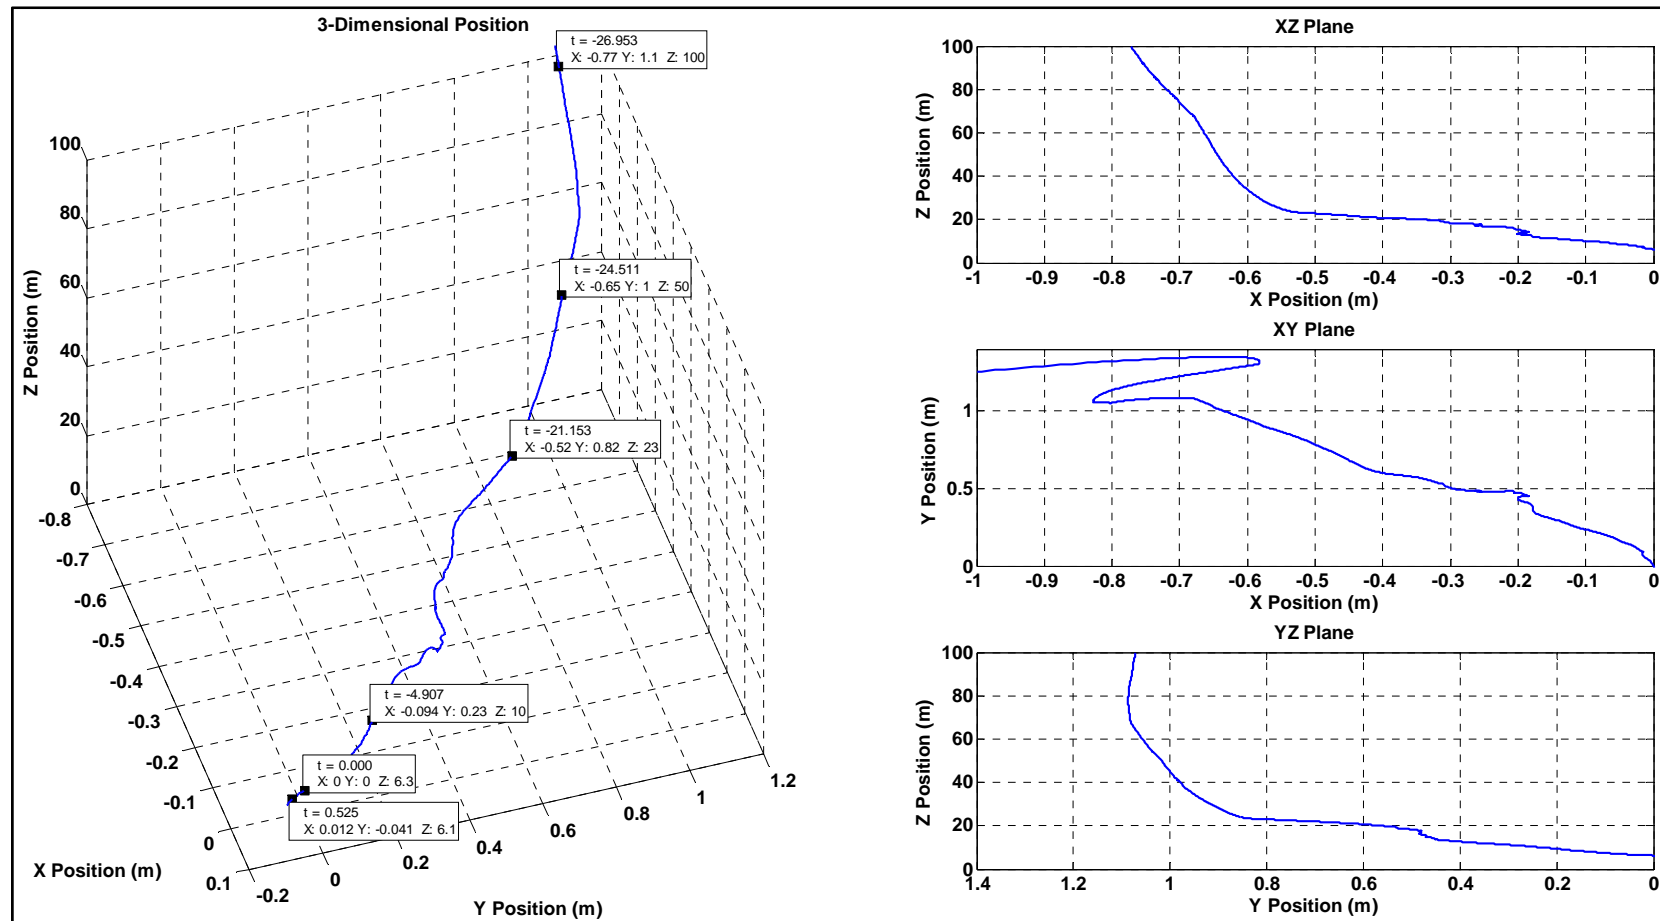 3-Dimensional Position
t = -26.953
X: -0.77 Y: 1.1 Z: 100
t = -24.511
X: -0.65 Y: 1 Z: 50
t = -21.153
X: -0.52 Y: 0.82 Z: 23
t = -4.907
X: -0.094 Y: 0.23 Z: 10
t = 0.000
X: 0 Y: 0 Z: 6.3
t = 0.525
X: 0.012 Y: -0.041 Z: 6.1
100
80
60
40
20
0
Z Position (m)
-0.8
-0.7
-0.6
-0.5
-0.4
-0.3
-0.2
-0.1
0
0.1
X Position (m)
-0.2
0
0.2
0.4
0.6
0.8
1
1.2
Y Position (m)
XZ Plane
100
80
60
40
20
0
Z Position (m)
-1 -0.9 -0.8 -0.7 -0.6 -0.5 -0.4 -0.3 -0.2 -0.1 0
X Position (m)
XY Plane
1
0.5
0
Y Position (m)
-1 -0.9 -0.8 -0.7 -0.6 -0.5 -0.4 -0.3 -0.2 -0.1 0
X Position (m)
YZ Plane
100
80
60
40
20
0
Z Position (m)
1.4 1.2 1 0.8 0.6 0.4 0.2 0
Y Position (m)